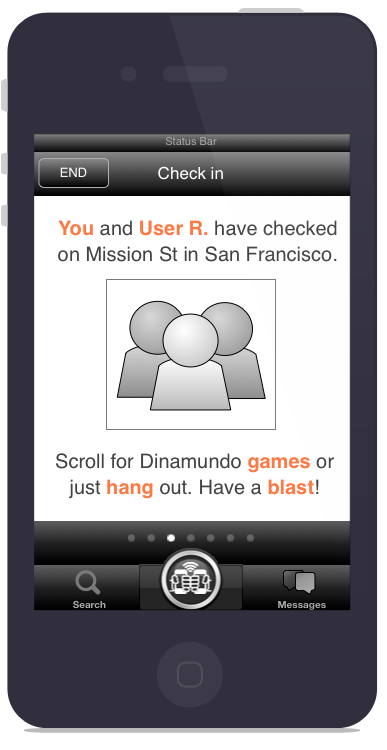 Status Bar
END
Check in
You and User R. have checked
on Mission St in San Francisco.
Scroll for Dinamundo games or
just hang out. Have a blast!
Search
Messages